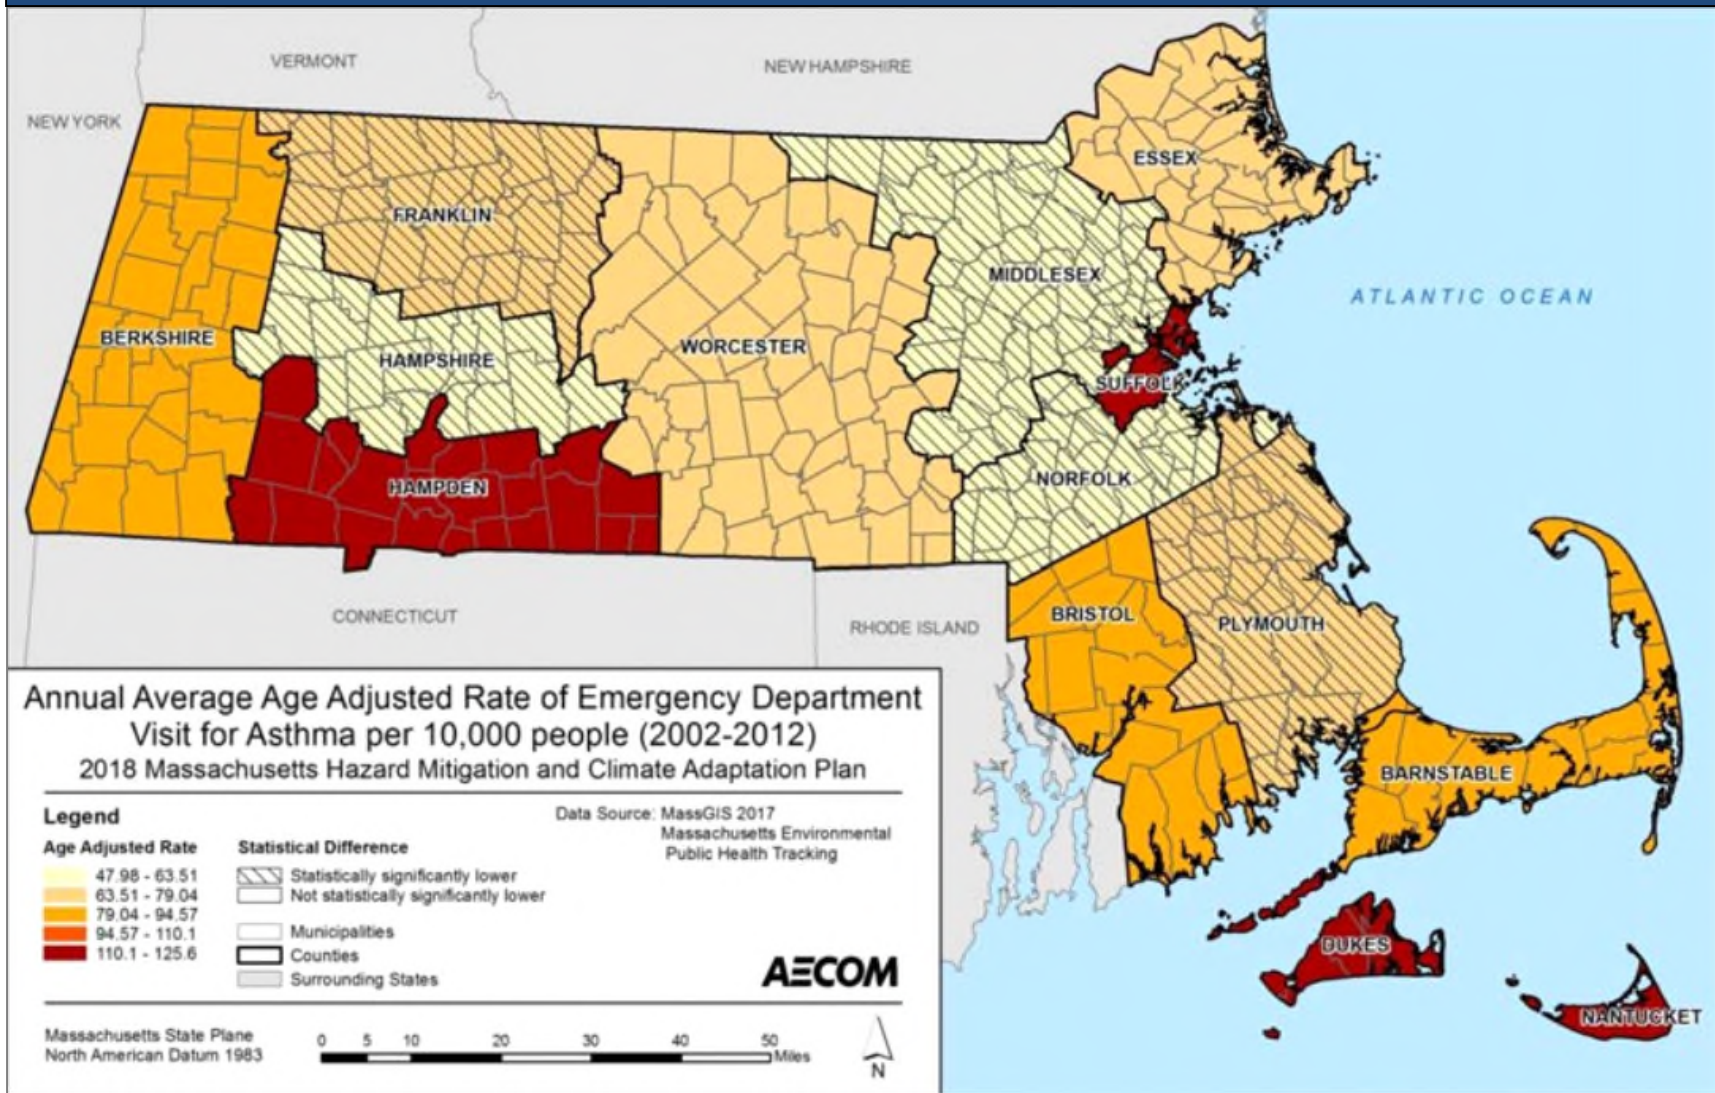 VERMONT
NEW HAMPSHIRE
NEW YORK
ESSEX
FRANKLIN
MIDDLESEX
ATLANTIC OCEAN
BERKSHIRE
HAMPSHIRE
WORCESTER
SUFFOLK
HAMPDEN
NORFOLK
CONNECTICUT
RHODE ISLAND
BRISTOL
PLYMOUTH
BARNSTABLE
DUKES
NANTUCKET
Annual Average Age Adjusted Rate of Emergency Department
Visit for Asthma per 10,000 people (2002-2012)
2018 Massachusetts Hazard Mitigation and Climate Adaptation Plan
Legend
Age Adjusted Rate
47.98 - 63.51
63.51 - 79.04
79.04 - 94.57
94.57 - 110.1
110.1 - 125.6
Statistical Difference
Statistically significantly lower
Not statistically significantly lower
Municipalities
Counties
Surrounding States
Data Source: MassGIS 2017
Massachusetts Environmental
Public Health Tracking
AECOM
Massachusetts State Plane
North American Datum 1983
0 5 10 20 30 40 50 Miles
N